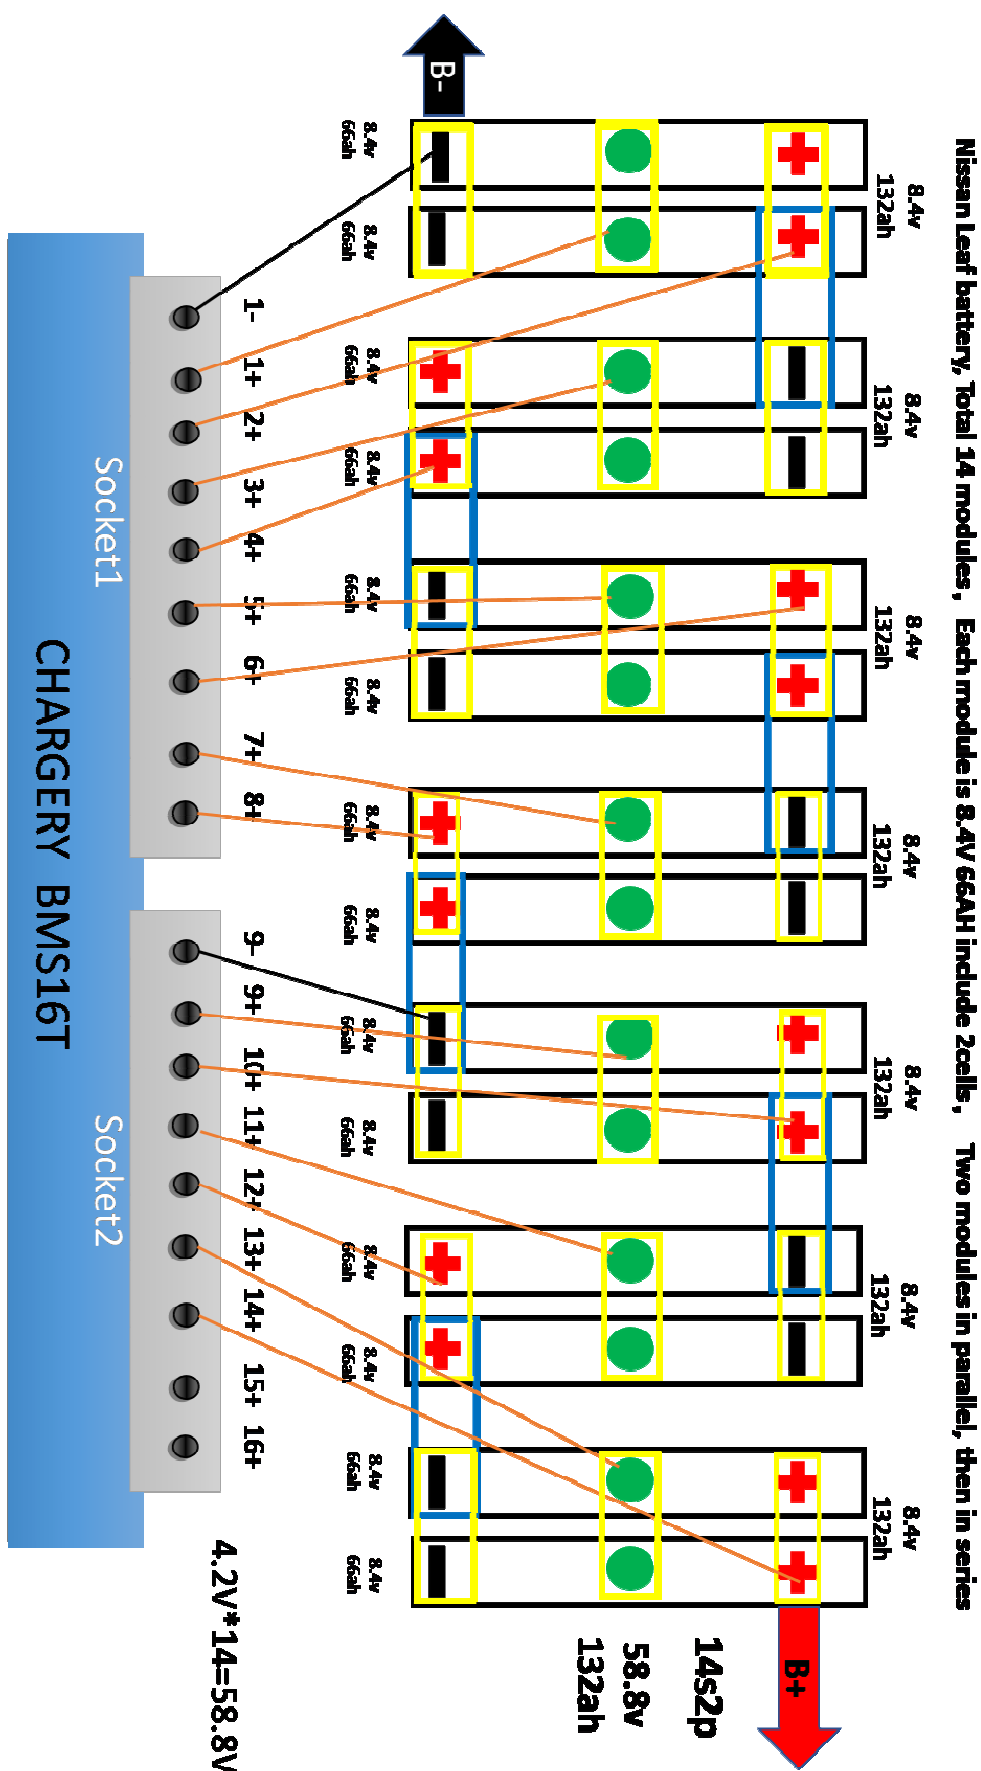 Nissan Leaf battery, Total 14 modules, Each module is 8.4V 66AH include 2cells, Two modules in parallel, then in series
8.4v
132ah
8.4v
132ah
8.4v
132ah
8.4v
132ah
8.4v
132ah
8.4v
132ah
8.4v
132ah
B+
14s2p
58.8v
132ah
B-
8.4v
66ah
8.4v
66ah
8.4v
66ah
8.4v
66ah
8.4v
66ah
8.4v
66ah
8.4v
66ah
8.4v
66ah
8.4v
66ah
8.4v
66ah
8.4v
66ah
8.4v
66ah
8.4v
66ah
8.4v
66ah
1- 1+ 2+ 3+ 4+ 5+ 6+ 7+ 8+ 9- 9+ 10+ 11+ 12+ 13+ 14+ 15+ 16+
4.2V*14=58.8V
Socket1
Socket2
CHARGERY BMS16T